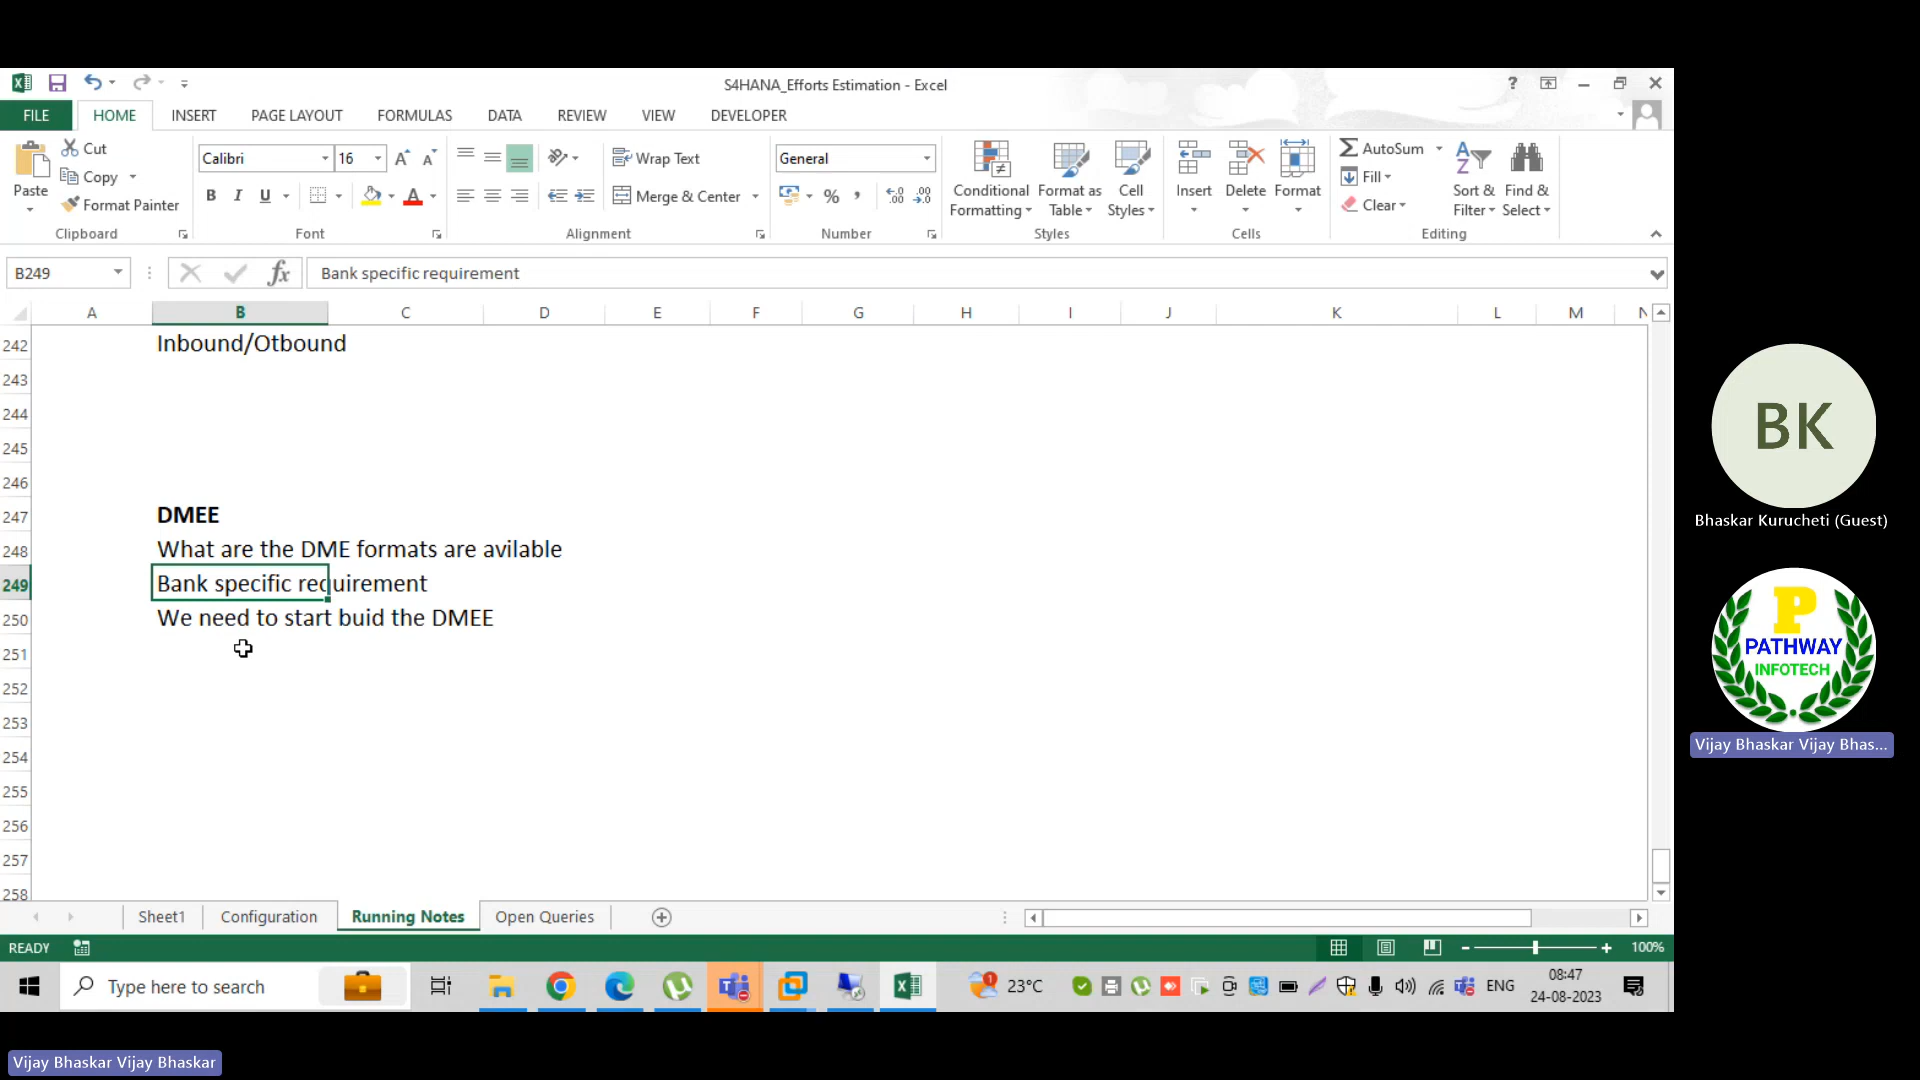 S4HANA_Efforts Estimation - Excel
?
FILE HOME INSERT PAGE LAYOUT FORMULAS DATA REVIEW VIEW DEVELOPER
Paste
Cut
Copy
Format Painter
Clipboard
Calibri 16
B I U
Font
Wrap Text
Merge & Center
Alignment
General
%
Number
Conditional Formatting
Format as Table
Cell Styles
Styles
Insert
Delete
Format
Cells
AutoSum
Fill
Clear
Sort & Filter
Find & Select
Editing
B249
fx
Bank specific requirement
A B C D E F G H I J K L M N
242 Inbound/Otbound
243
244
245
246
247 DMEE
248 What are the DME formats are avilable
249 Bank specific requirement
250 We need to start buid the DMEE
251
252
253
254
255
256
257
258
Sheet1 Configuration Running Notes Open Queries
READY
100%
Type here to search
1
23°C
ENG
08:47
24-08-2023
BK
Bhaskar Kurucheti (Guest)
P
PATHWAY
INFOTECH
Vijay Bhaskar Vijay Bhas...
Vijay Bhaskar Vijay Bhaskar